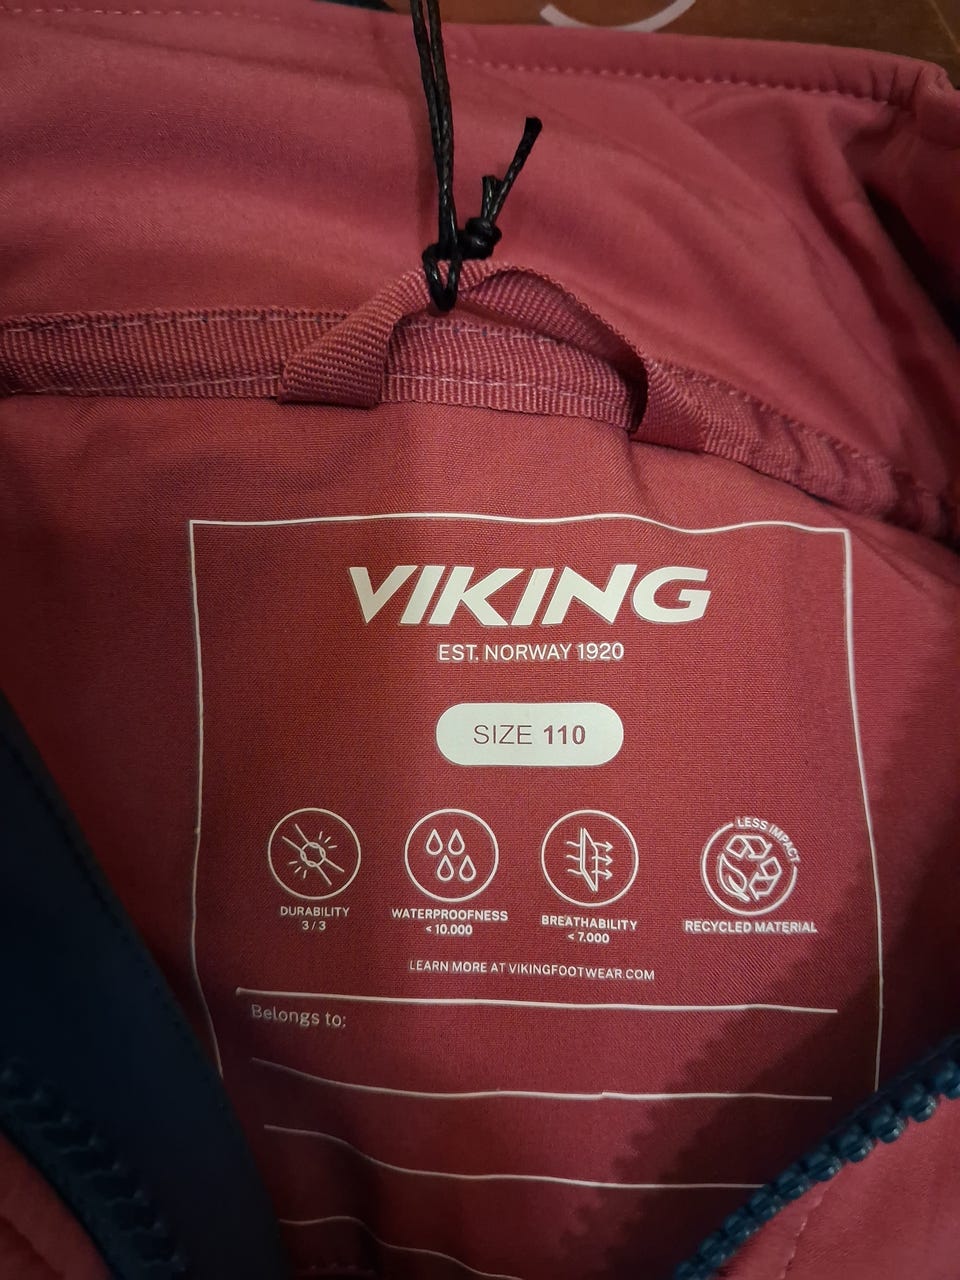 VIKING
EST. NORWAY 1920
SIZE 110
LESS IMPACT
DURABILITY
3 / 3
WATERPROOFNESS
< 10.000
BREATHABILITY
< 7.000
RECYCLED MATERIAL
LEARN MORE AT VIKINGFOOTWEAR.COM
Belongs to: